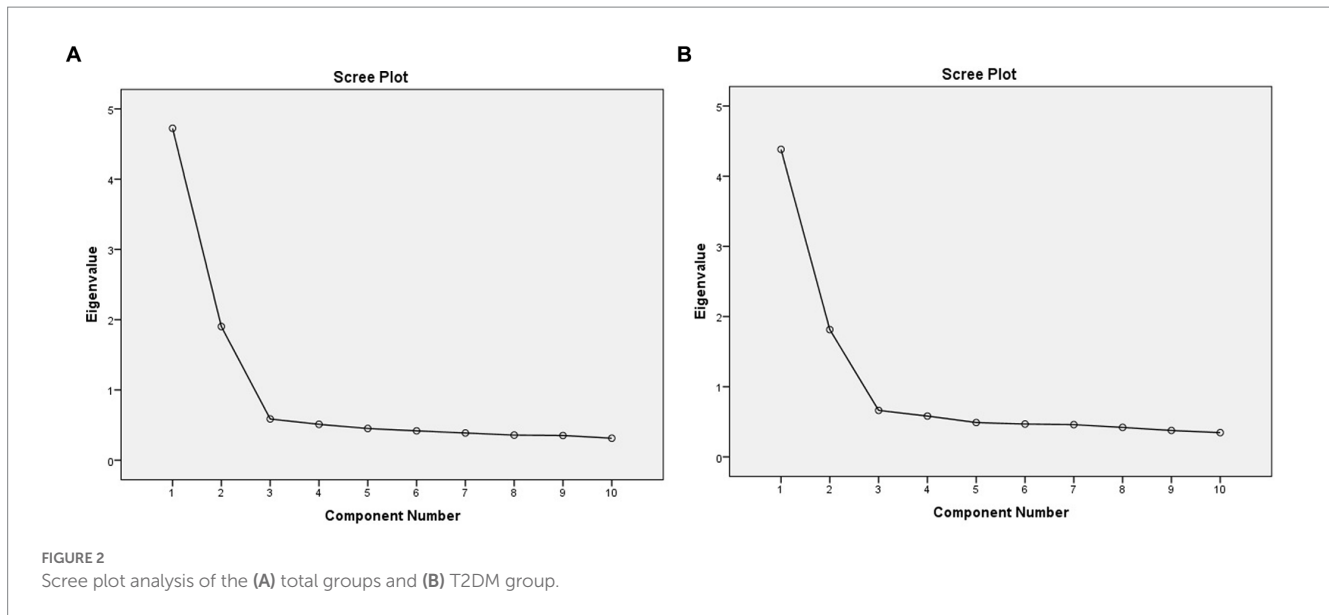 A
Scree Plot
Eigenvalue
5
4
3
2
1
0
1 2 3 4 5 6 7 8 9 10
Component Number
B
Scree Plot
Eigenvalue
5
4
3
2
1
0
1 2 3 4 5 6 7 8 9 10
Component Number
FIGURE 2
Scree plot analysis of the (A) total groups and (B) T2DM group.